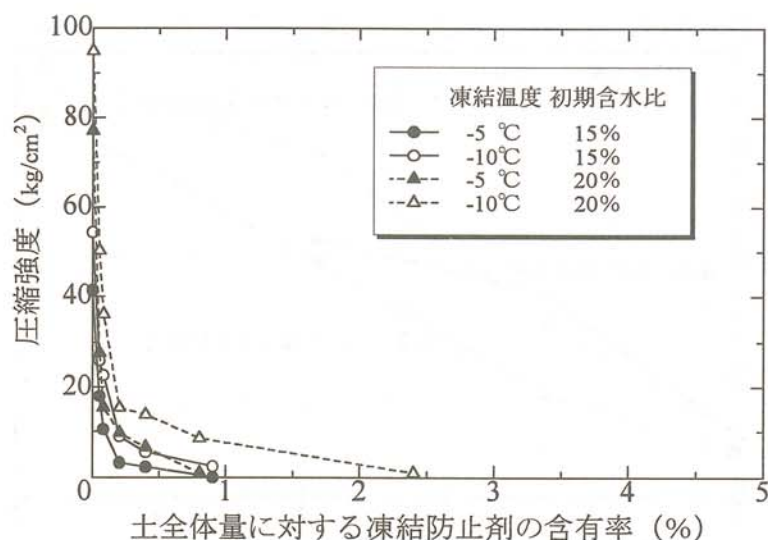 100
80
60
40
20
0
圧縮強度 (kg/cm²)
凍結温度 初期含水比
-5 ℃ 15%
-10℃ 15%
-5 ℃ 20%
-10℃ 20%
0 1 2 3 4 5
土全体量に対する凍結防止剤の含有率 (%)